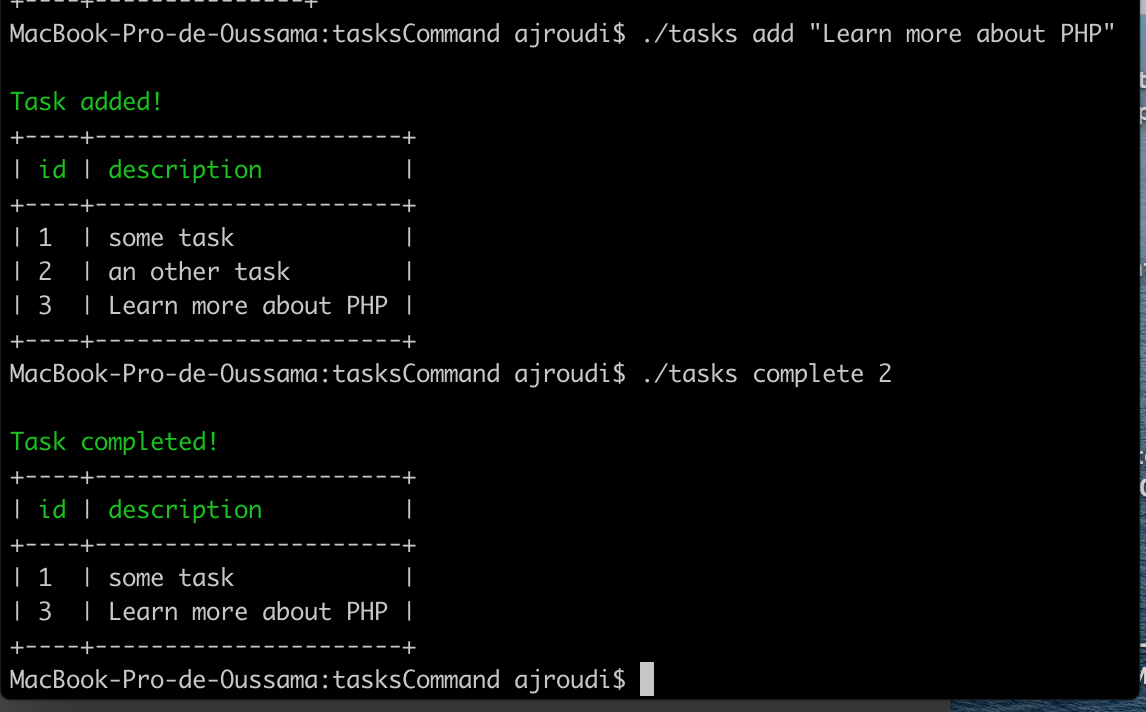 +----+---------------+
MacBook-Pro-de-Oussama:tasksCommand ajroudi$ ./tasks add "Learn more about PHP"
Task added!
+----+----------------------+
| id | description          |
+----+----------------------+
| 1  | some task            |
| 2  | an other task        |
| 3  | Learn more about PHP |
+----+----------------------+
MacBook-Pro-de-Oussama:tasksCommand ajroudi$ ./tasks complete 2
Task completed!
+----+----------------------+
| id | description          |
+----+----------------------+
| 1  | some task            |
| 3  | Learn more about PHP |
+----+----------------------+
MacBook-Pro-de-Oussama:tasksCommand ajroudi$